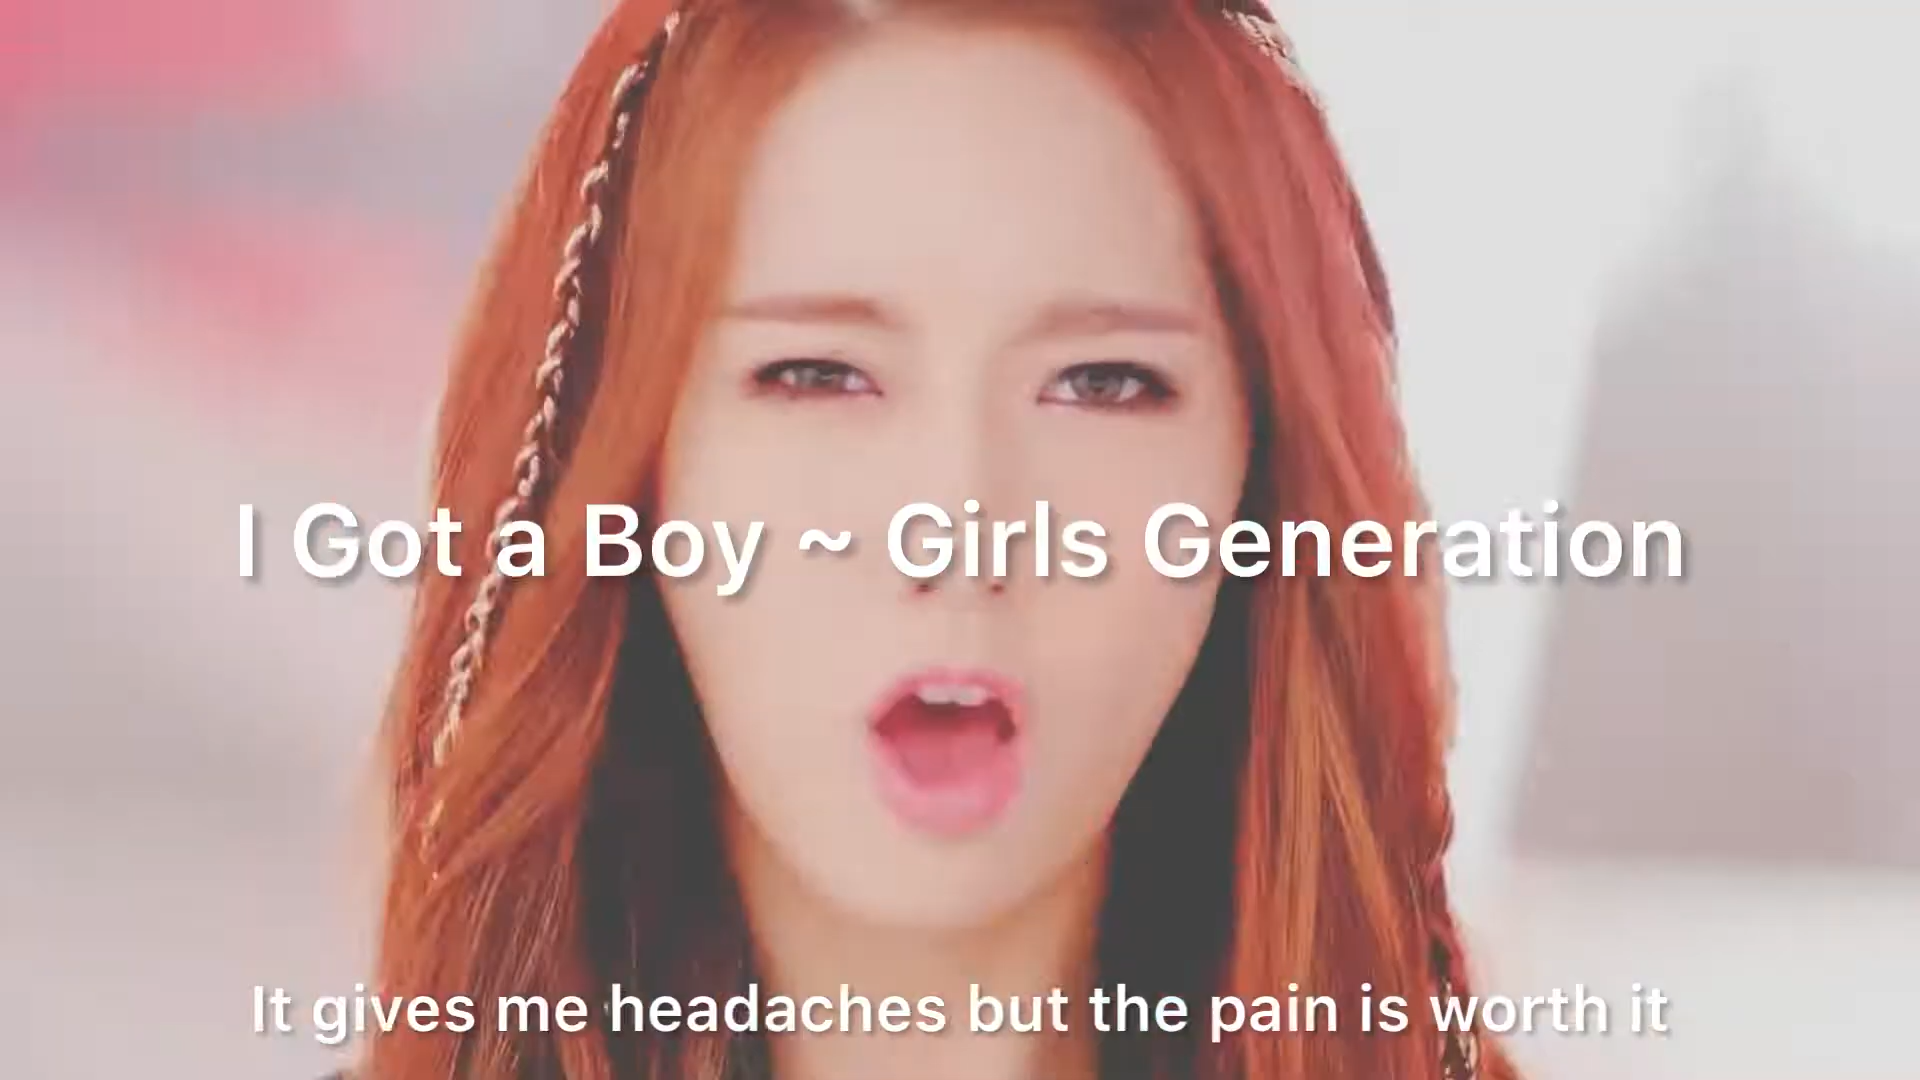 I Got a Boy ~ Girls Generation
It gives me headaches but the pain is worth it